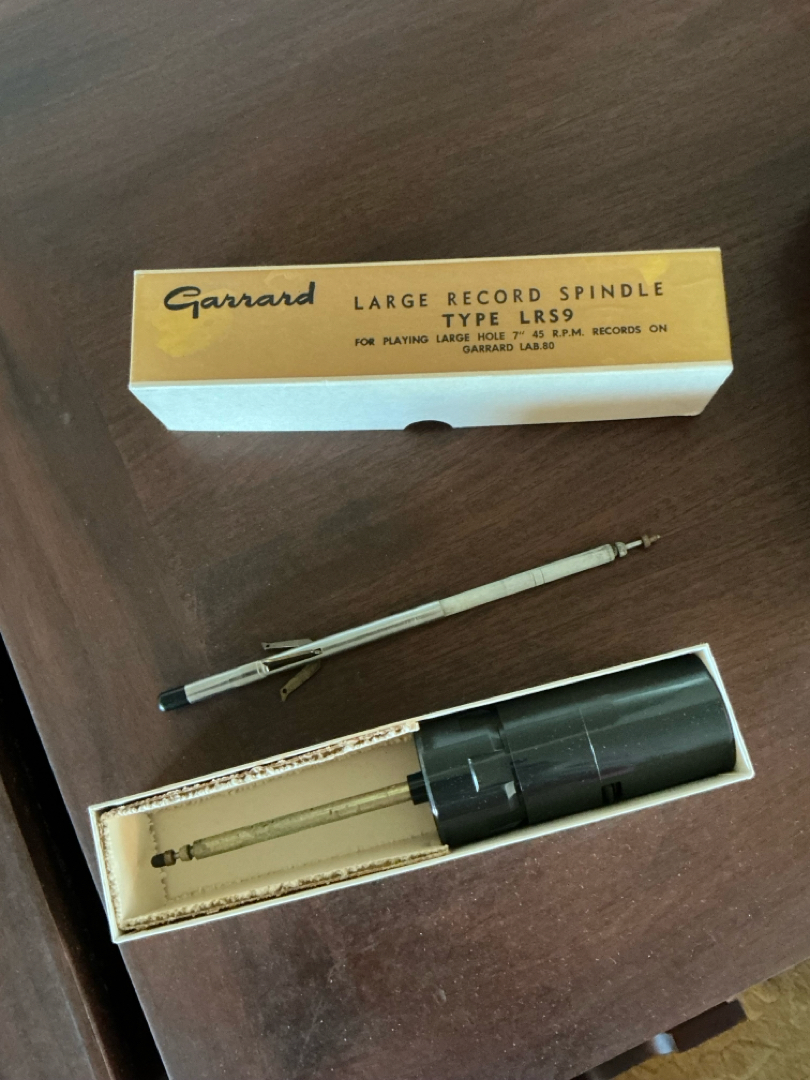 Garrard
LARGE RECORD SPINDLE
TYPE LRS9
FOR PLAYING LARGE HOLE 7" 45 R.P.M. RECORDS ON
GARRARD LAB.80